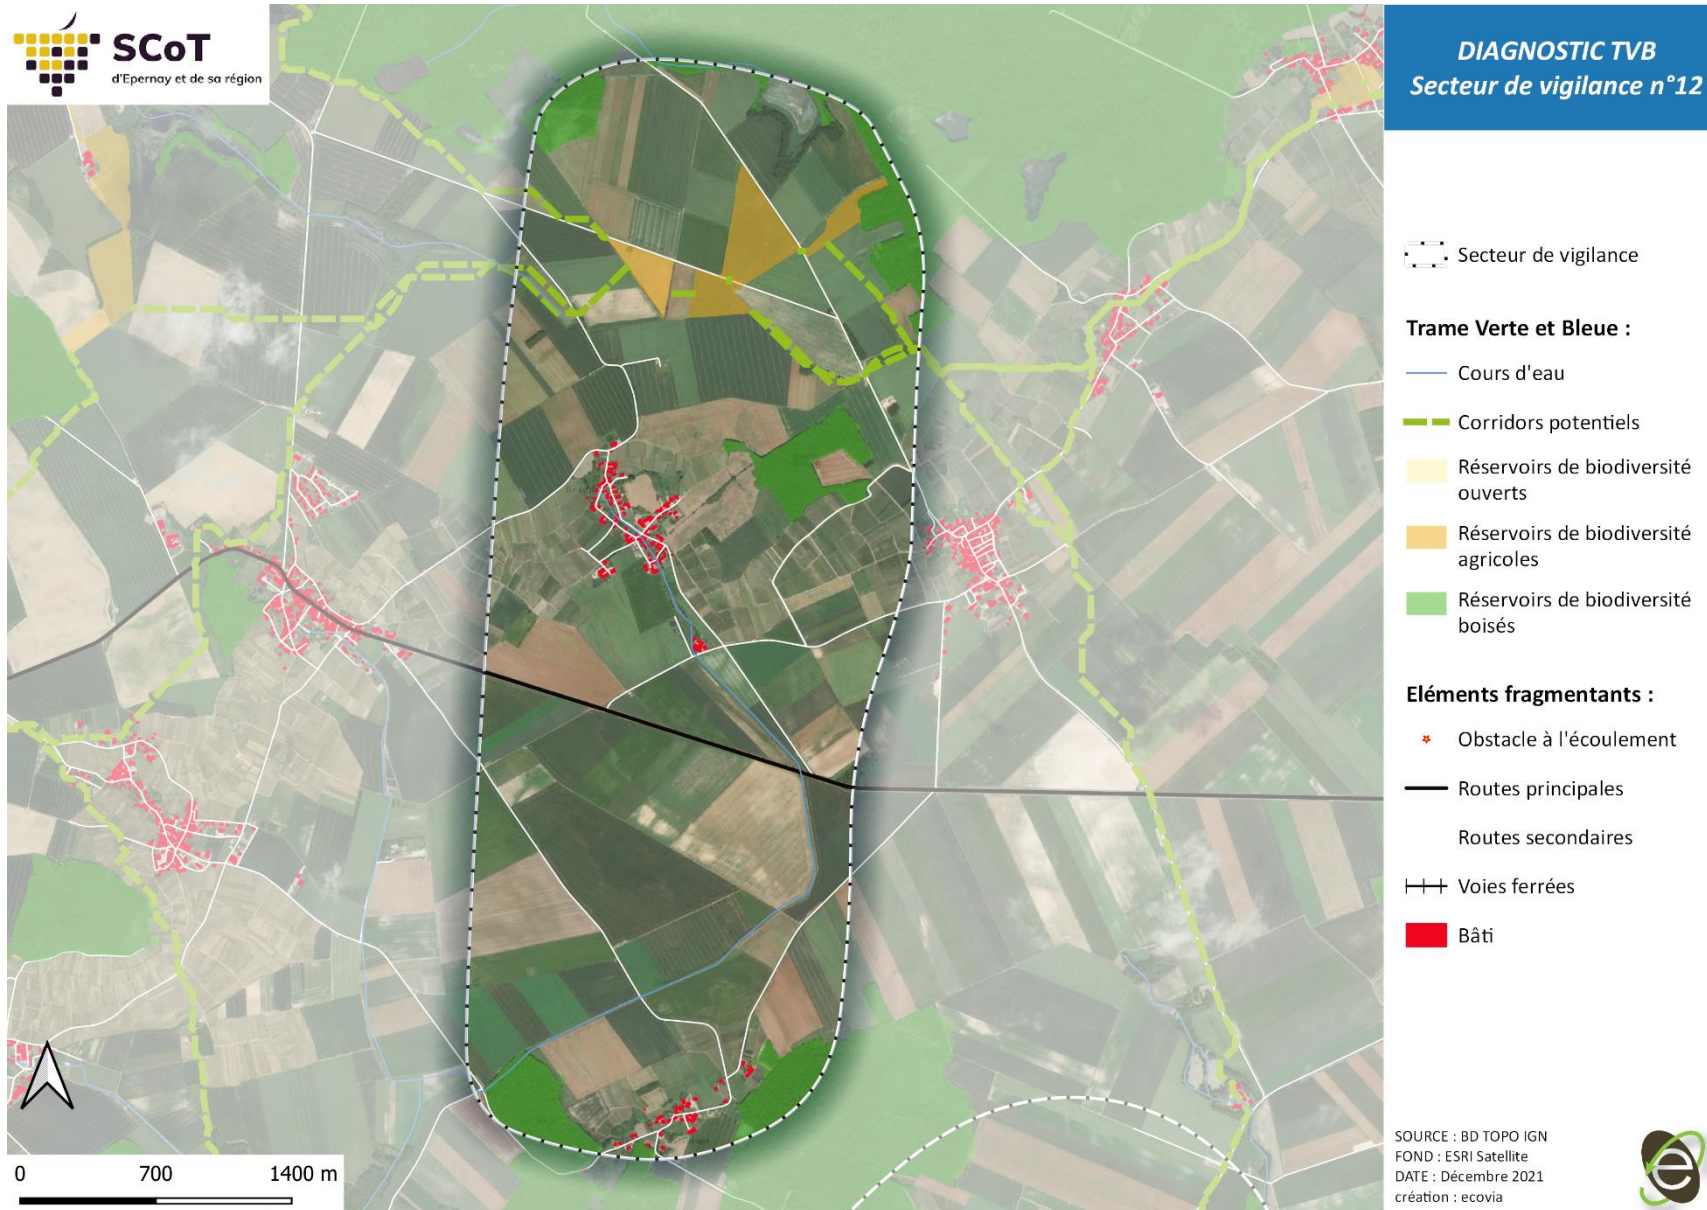 SCoT
d'Epernay et de sa région
DIAGNOSTIC TVB
Secteur de vigilance n°12
Secteur de vigilance
Trame Verte et Bleue :
Cours d'eau
Corridors potentiels
Réservoirs de biodiversité
ouverts
Réservoirs de biodiversité
agricoles
Réservoirs de biodiversité
boisés
Eléments fragmentants :
Obstacle à l'écoulement
Routes principales
Routes secondaires
Voies ferrées
Bâti
0 700 1400 m
SOURCE : BD TOPO IGN
FOND : ESRI Satellite
DATE : Décembre 2021
création : ecovia